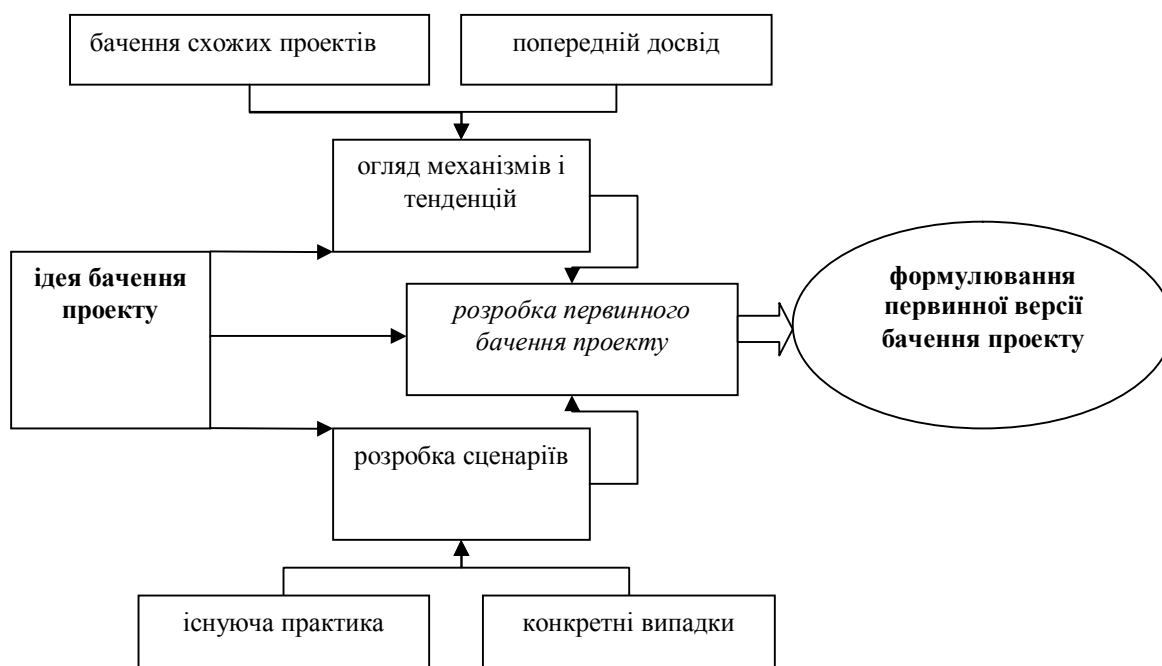 бачення схожих проектів
попередній досвід
огляд механізмів і
тенденцій
ідея бачення
проекту
розробка первинного
бачення проекту
формулювання
первинної версії
бачення проекту
розробка сценаріїв
існуюча практика
конкретні випадки